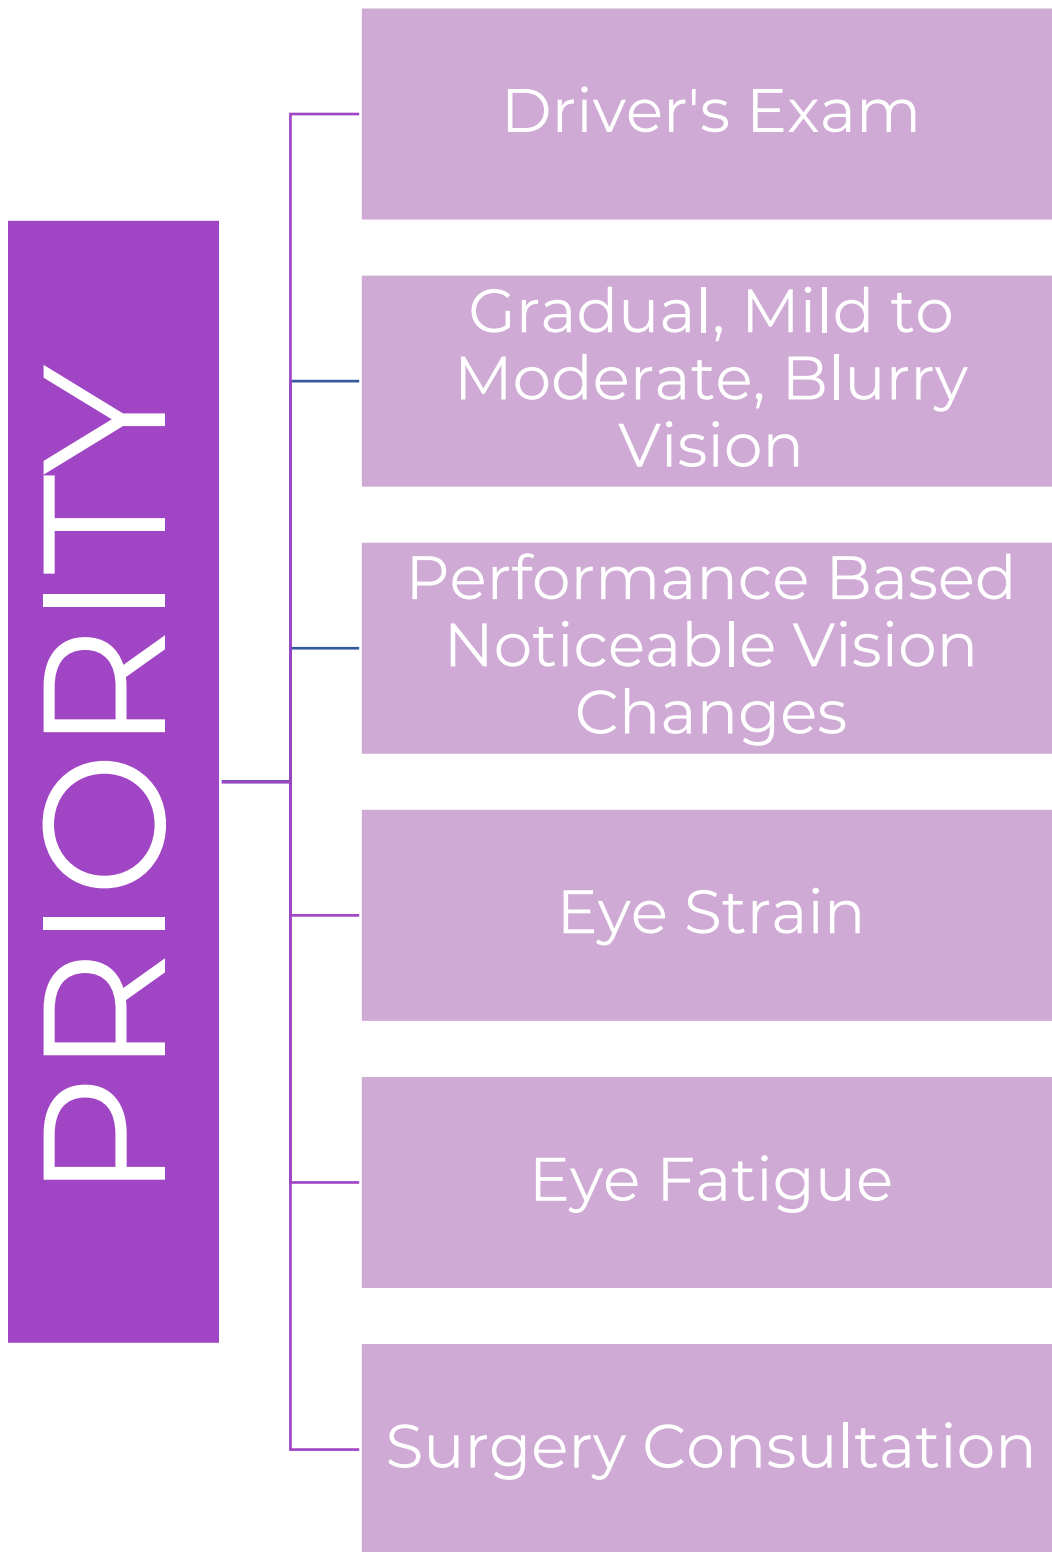 PRIORITY
Driver's Exam
Gradual, Mild to
Moderate, Blurry
Vision
Performance Based
Noticeable Vision
Changes
Eye Strain
Eye Fatigue
Surgery Consultation